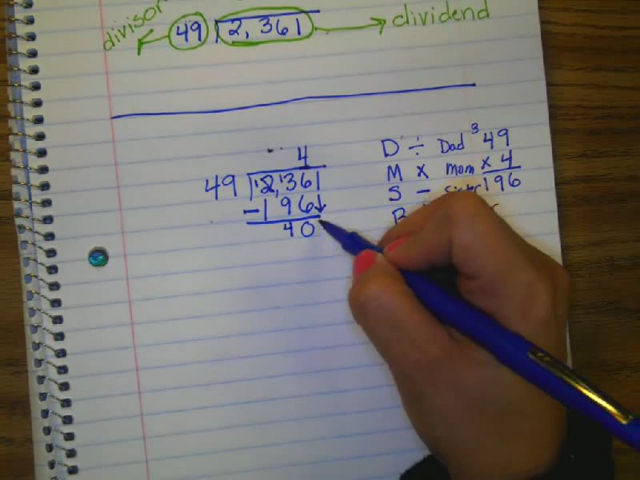 divisor 49 2,361 dividend
4
49 2,361
- 196
40
D ÷ Dad
M x Mom
S -
3
49
x 4
196